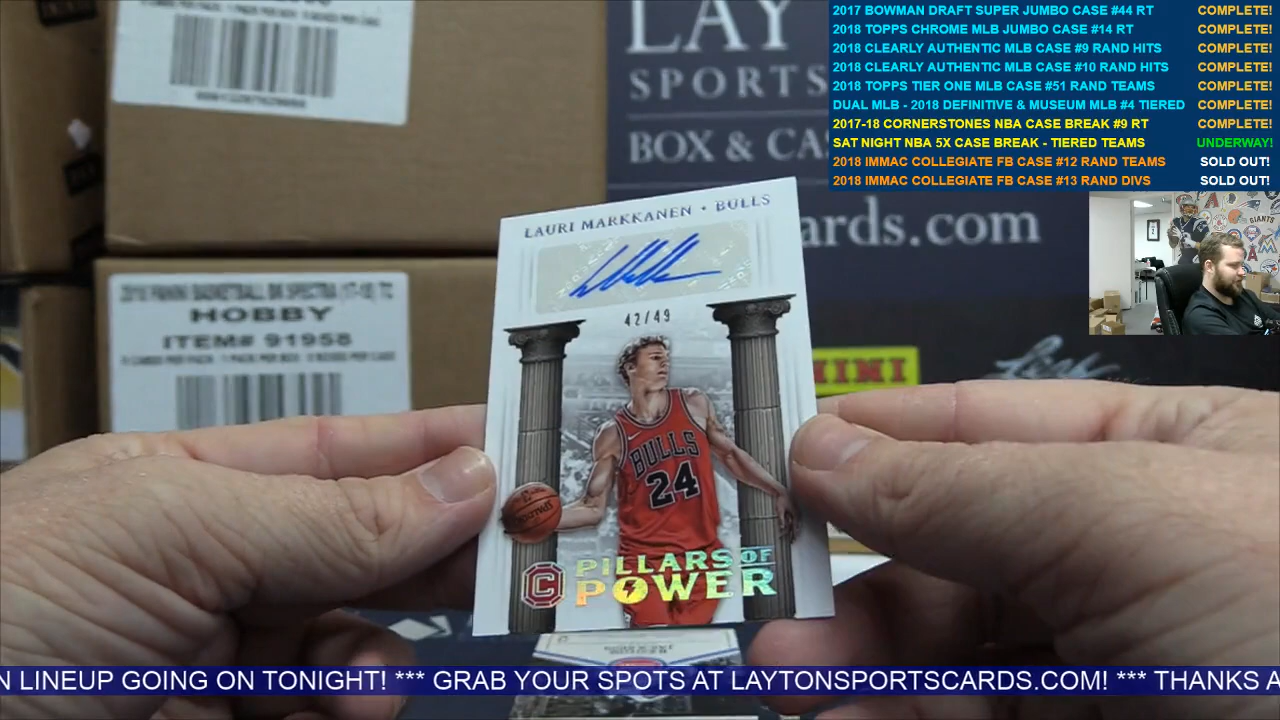 2017 BOWMAN DRAFT SUPER JUMBO CASE #44 RT COMPLETE!
2018 TOPPS CHROME MLB JUMBO CASE #14 RT COMPLETE!
2018 CLEARLY AUTHENTIC MLB CASE #9 RAND HITS COMPLETE!
2018 CLEARLY AUTHENTIC MLB CASE #10 RAND HITS COMPLETE!
2018 TOPPS TIER ONE MLB CASE #51 RAND TEAMS COMPLETE!
DUAL MLB - 2018 DEFINITIVE & MUSEUM MLB #4 TIERED COMPLETE!
2017-18 CORNERSTONES NBA CASE BREAK #9 RT COMPLETE!
SAT NIGHT NBA 5X CASE BREAK - TIERED TEAMS UNDERWAY!
2018 IMMAC COLLEGIATE FB CASE #12 RAND TEAMS SOLD OUT!
2018 IMMAC COLLEGIATE FB CASE #13 RAND DIVS SOLD OUT!
LAY
SPORTS
BOX & CA
ards.com
GIANTS
HOBBY
ITEM# 91958
INI
LAURI MARKKANEN • BULLS
42/49
BULLS
24
SPALDING
C PILLARS OF
POWER
N LINEUP GOING ON TONIGHT! *** GRAB YOUR SPOTS AT LAYTONSPORTSCARDS.COM! *** THANKS A